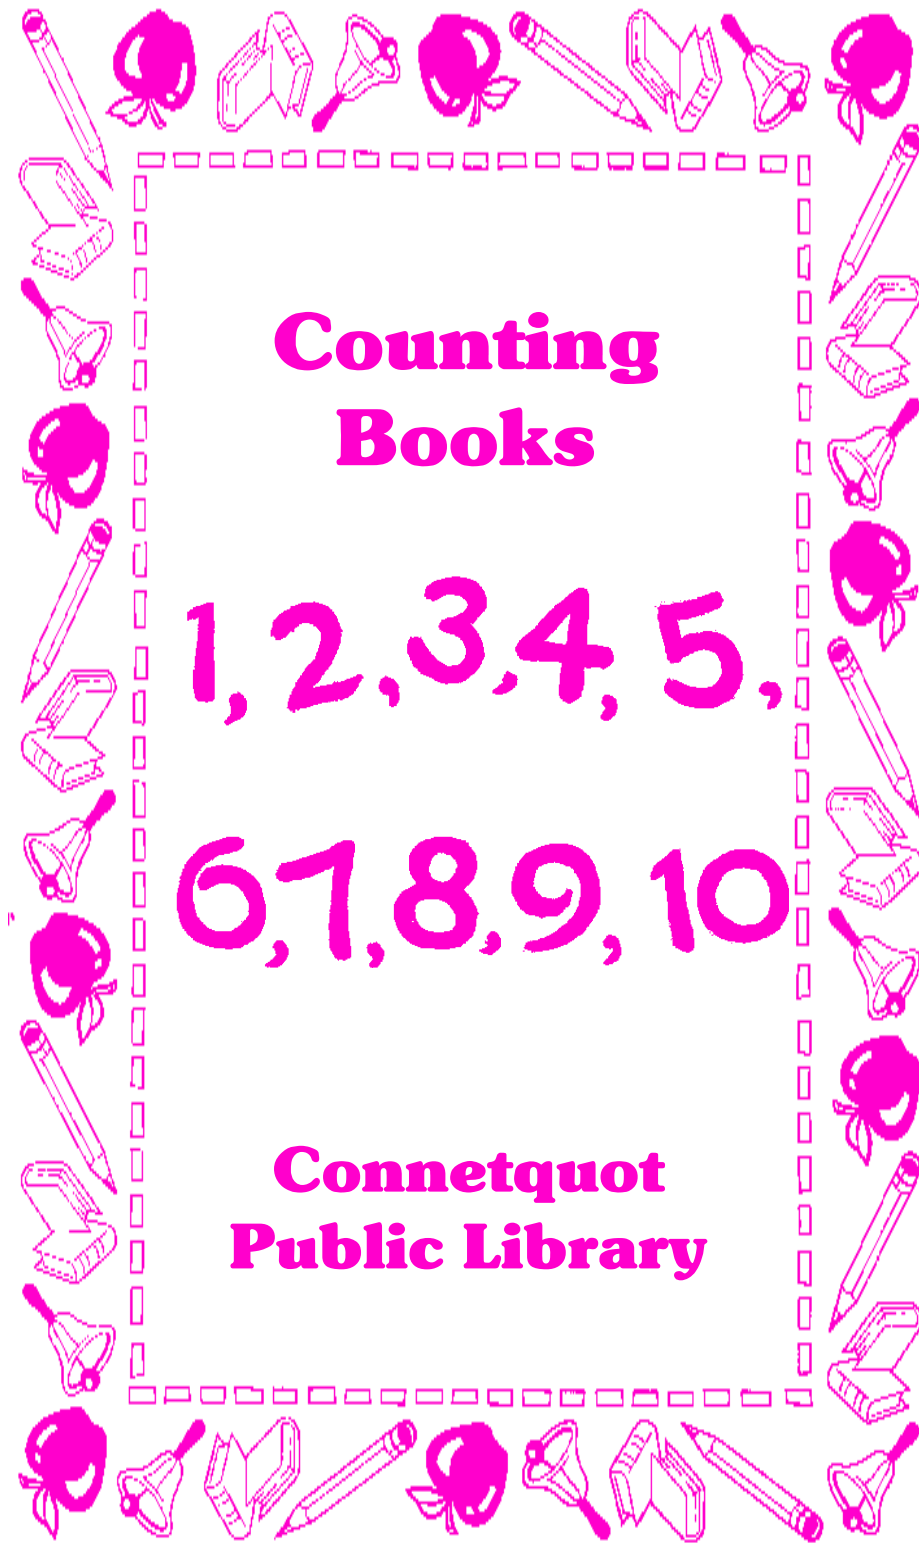 Counting
Books
1, 2, 3, 4, 5,
6, 7, 8, 9, 10
Connetquot
Public Library